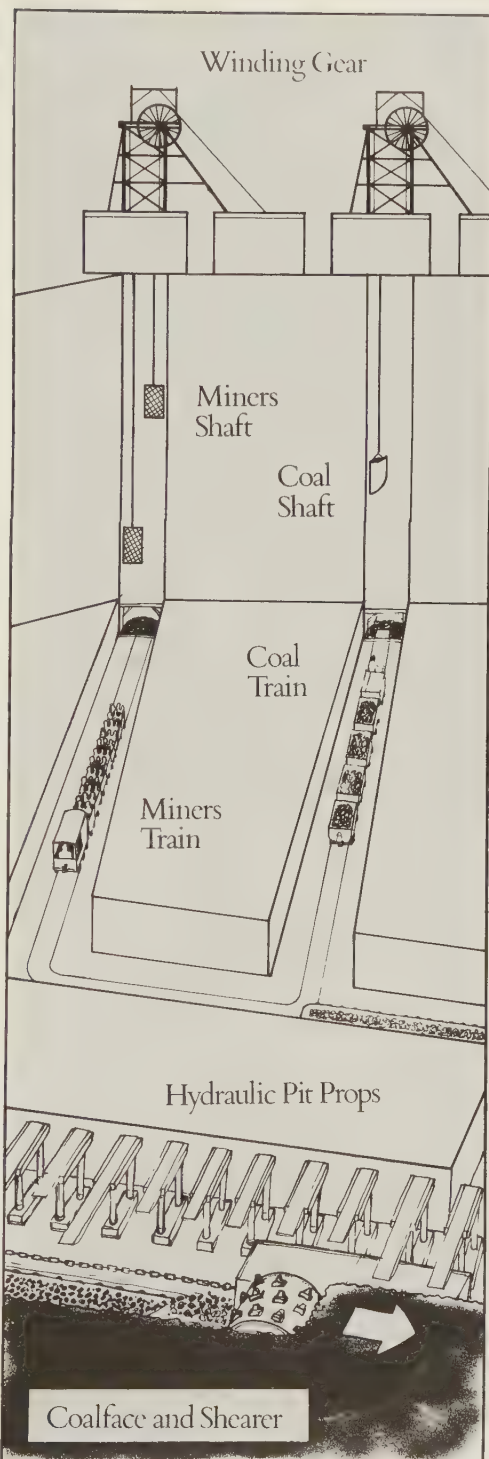 Winding Gear
Miners
Shaft
Coal
Shaft
Coal
Train
Miners
Train
Hydraulic Pit Props
Coalface and Shearer